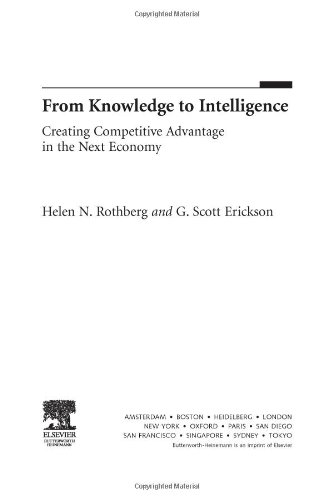 From Knowledge to Intelligence
Creating Competitive Advantage
in the Next Economy
Helen N. Rothberg and G. Scott Erickson
AMSTERDAM • BOSTON • HEIDELBERG • LONDON
NEW YORK • OXFORD • PARIS • SAN DIEGO
SAN FRANCISCO • SINGAPORE • SYDNEY • TOKYO
Butterworth-Heinemann is an imprint of Elsevier
ELSEVIER
BUTTERWORTH
HEINEMANN